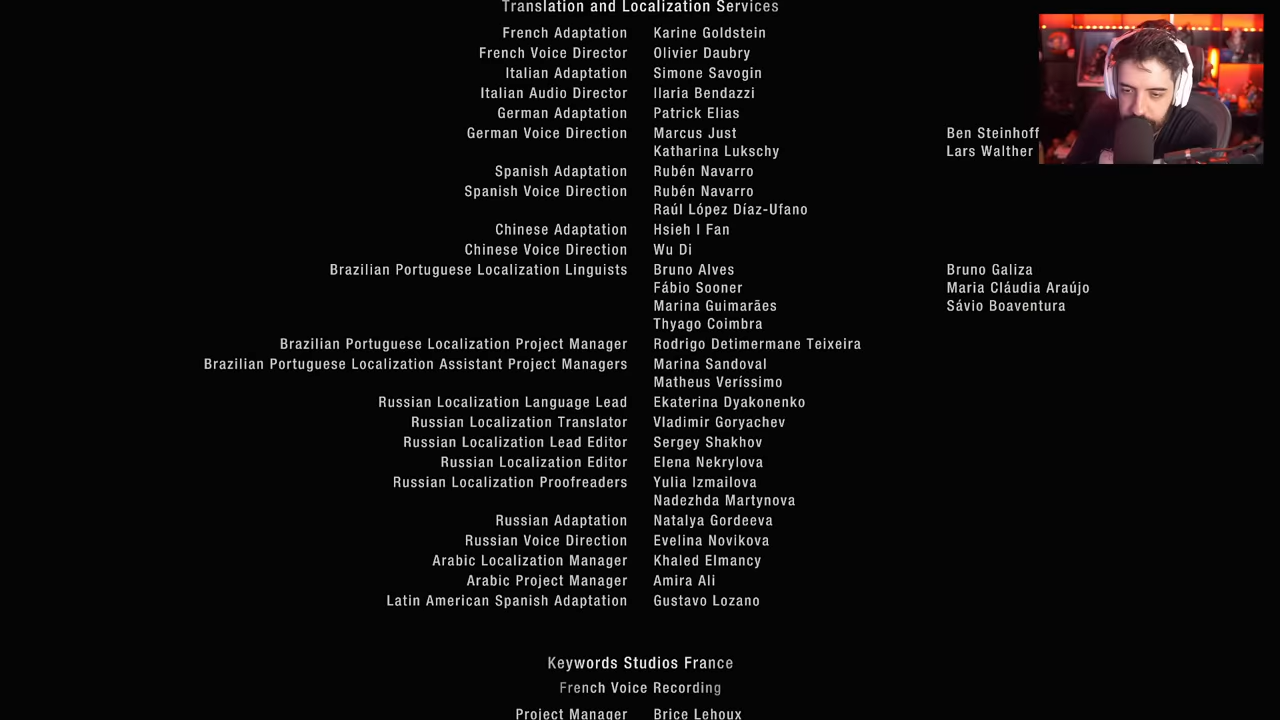 Translation and Localization Services
French Adaptation Karine Goldstein
French Voice Director Olivier Daubry
Italian Adaptation Simone Savogin
Italian Audio Director Ilaria Bendazzi
German Adaptation Patrick Elias
German Voice Direction Marcus Just Ben Steinhoff
Katharina Lukschy Lars Walther
Spanish Adaptation Rubén Navarro
Spanish Voice Direction Rubén Navarro
Raúl López Díaz-Ufano
Chinese Adaptation Hsieh I Fan
Chinese Voice Direction Wu Di
Brazilian Portuguese Localization Linguists Bruno Alves Bruno Galiza
Fábio Sooner Maria Cláudia Araújo
Marina Guimarães Sávio Boaventura
Thyago Coimbra
Brazilian Portuguese Localization Project Manager Rodrigo Detimermane Teixeira
Brazilian Portuguese Localization Assistant Project Managers Marina Sandoval
Matheus Veríssimo
Russian Localization Language Lead Ekaterina Dyakonenko
Russian Localization Translator Vladimir Goryachev
Russian Localization Lead Editor Sergey Shakhov
Russian Localization Editor Elena Nekrylova
Russian Localization Proofreaders Yulia Izmailova
Nadezhda Martynova
Russian Adaptation Natalya Gordeeva
Russian Voice Direction Evelina Novikova
Arabic Localization Manager Khaled Elmancy
Arabic Project Manager Amira Ali
Latin American Spanish Adaptation Gustavo Lozano
Keywords Studios France
French Voice Recording
Project Manager Brice Lehoux